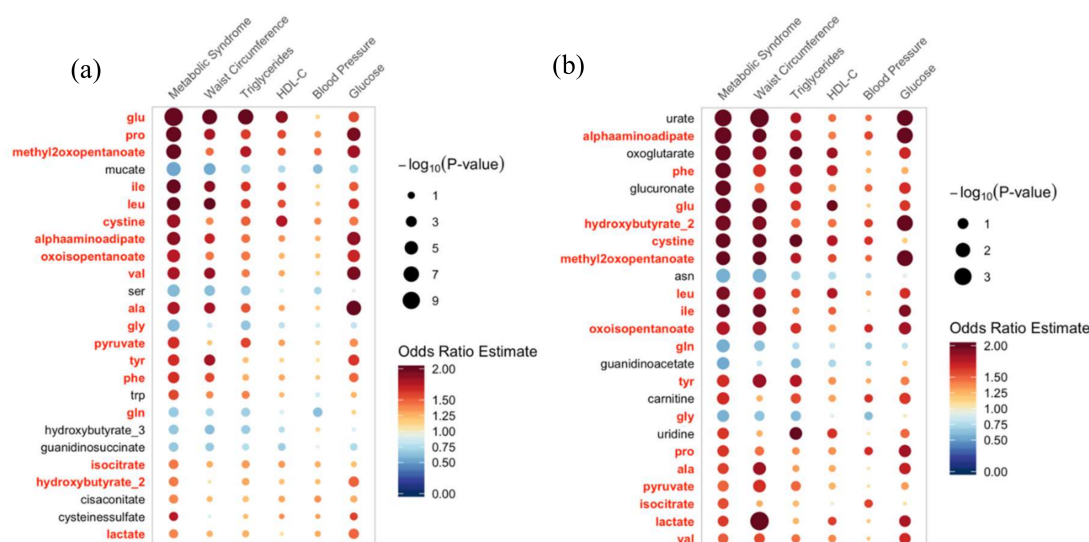 (a)
Metabolic Syndrome
Waist Circumference
Triglycerides
HDL-C
Blood Pressure
Glucose
glu
pro
methyl2oxopentanoate
mucate
ile
leu
cystine
alphaaminoadipate
oxoisopentanoate
val
ser
ala
gly
pyruvate
tyr
phe
trp
gln
hydroxybutyrate_3
guanidinosuccinate
isocitrate
hydroxybutyrate_2
cisaconitate
cysteinessulfate
lactate
−log10(P-value)
1
3
5
7
9
Odds Ratio Estimate
2.00
1.50
1.25
1.00
0.75
0.50
0.00
(b)
Metabolic Syndrome
Waist Circumference
Triglycerides
HDL-C
Blood Pressure
Glucose
urate
alphaaminoadipate
oxoglutarate
phe
glucuronate
glu
hydroxybutyrate_2
cystine
methyl2oxopentanoate
asn
leu
ile
oxoisopentanoate
gln
guanidinoacetate
tyr
carnitine
gly
uridine
pro
ala
pyruvate
isocitrate
lactate
val
−log10(P-value)
1
2
3
Odds Ratio Estimate
2.00
1.50
1.25
1.00
0.75
0.50
0.00